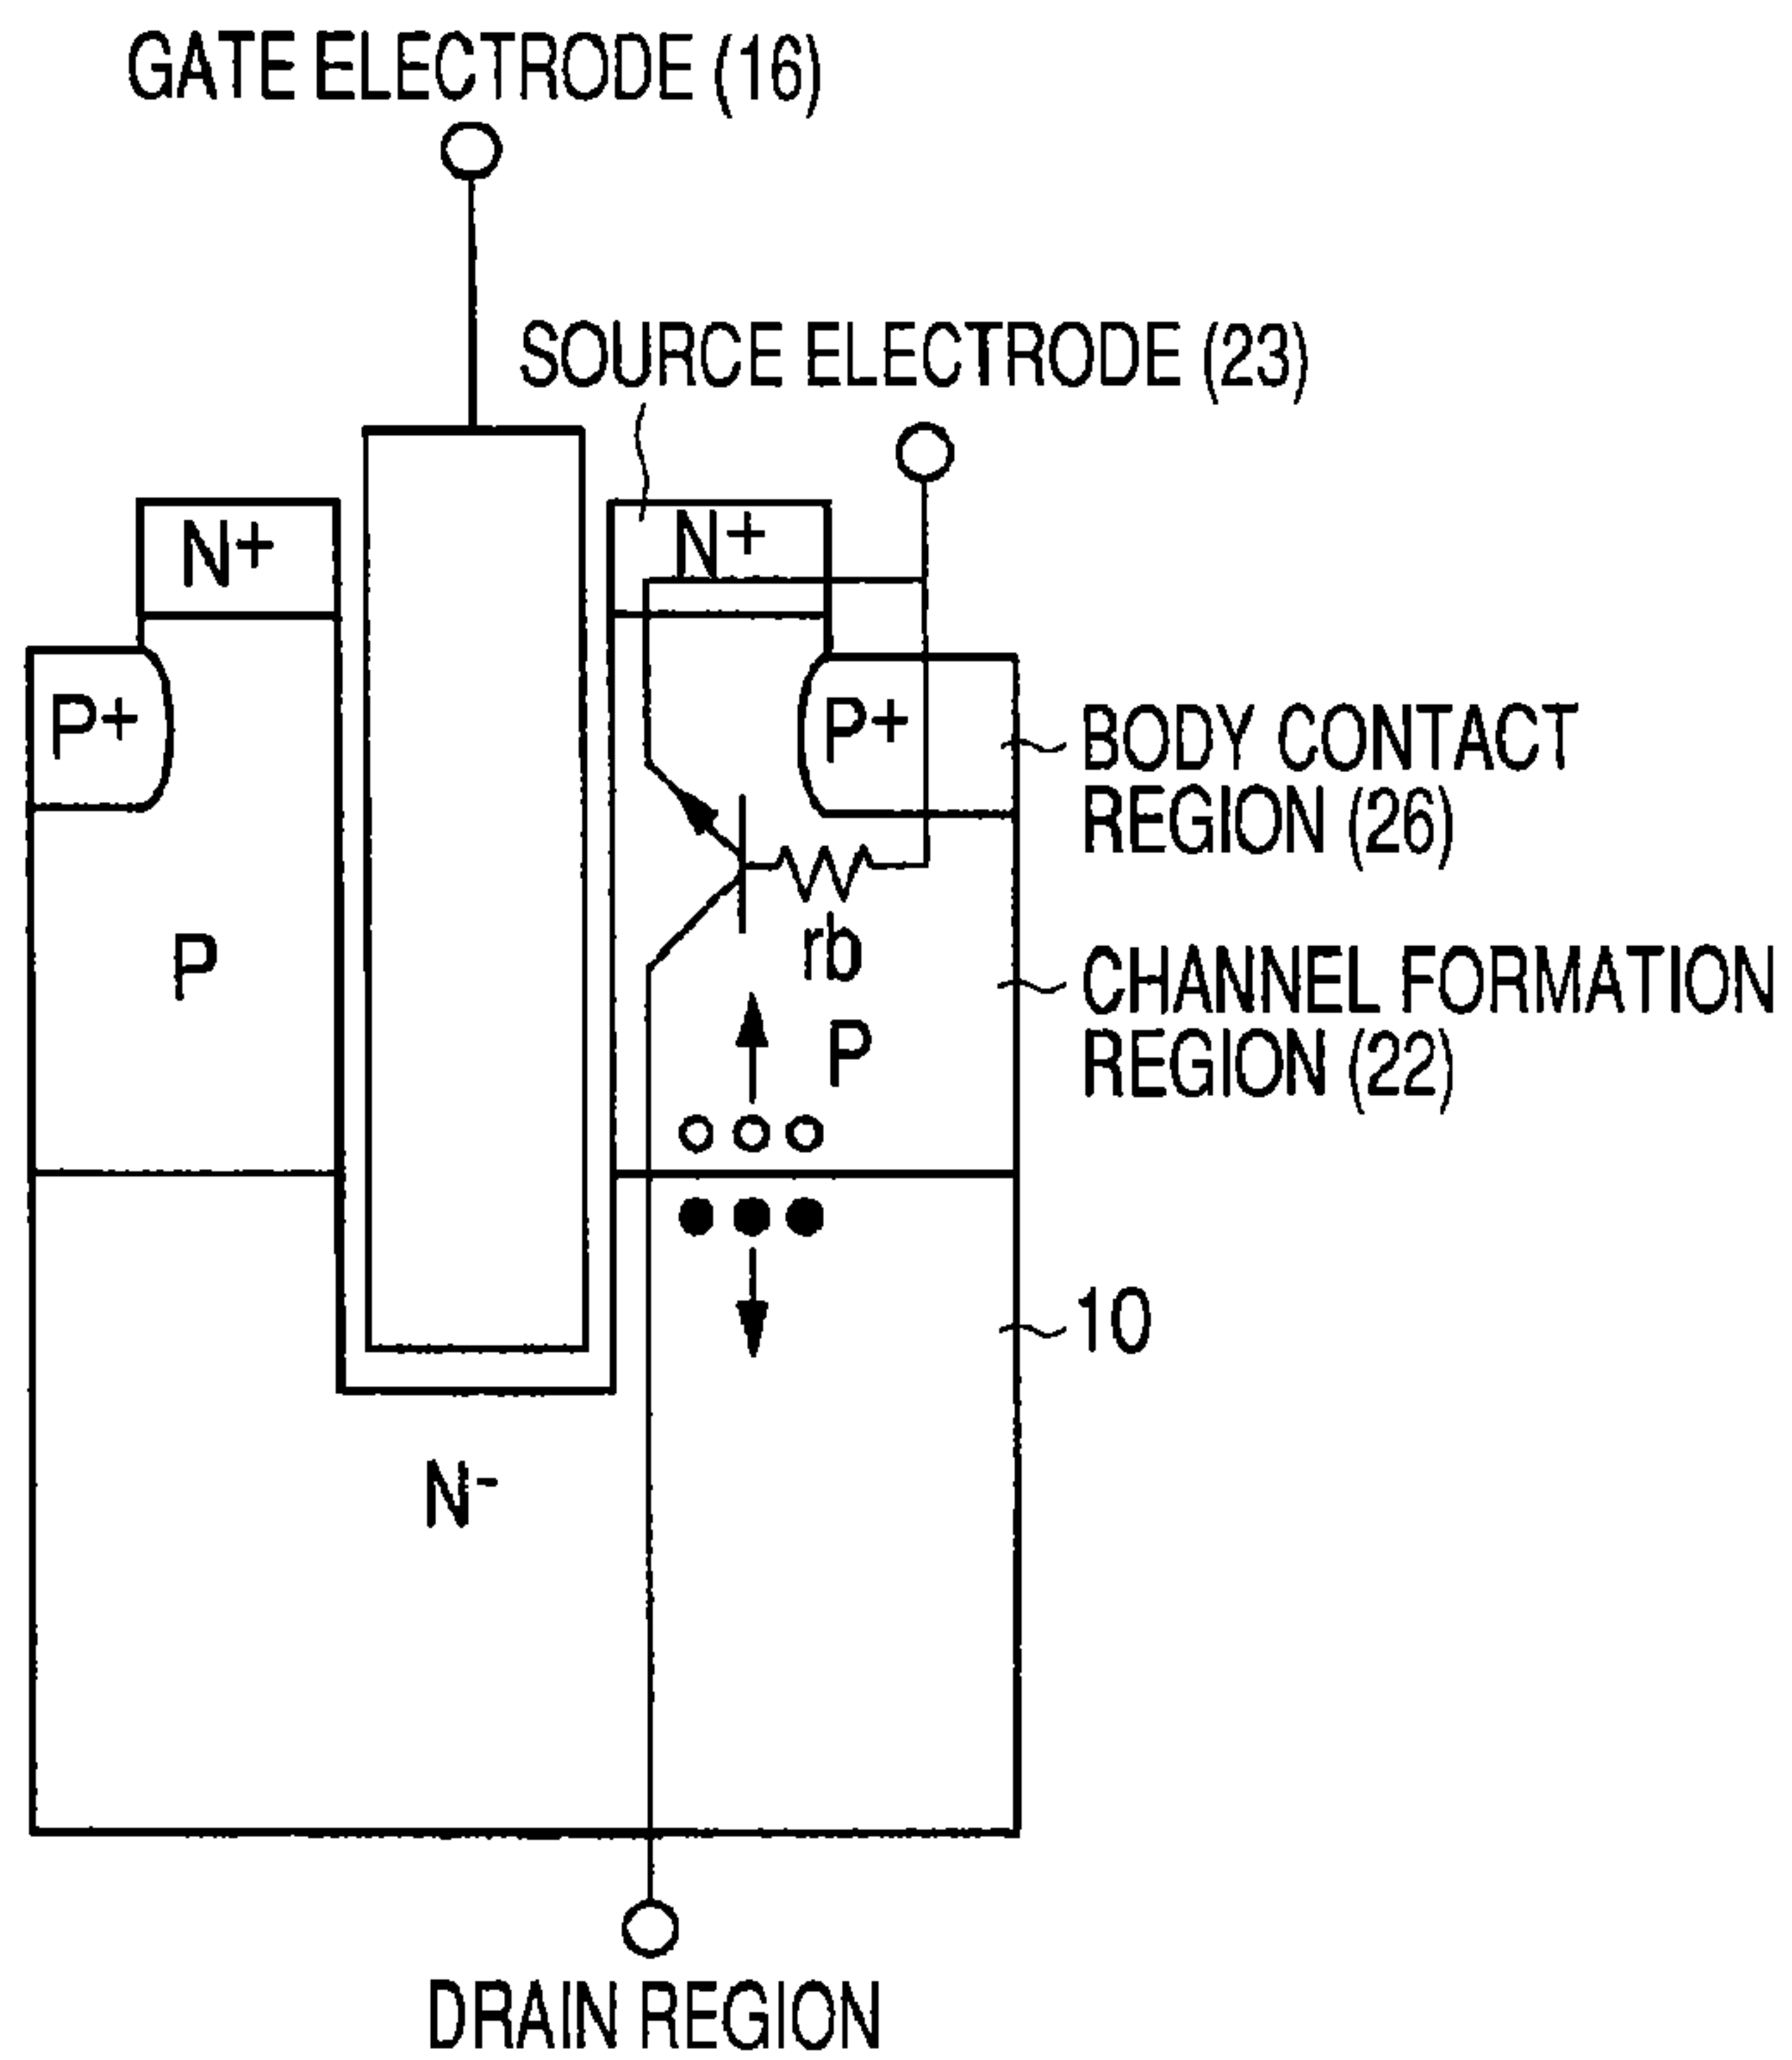 GATE ELECTRODE (16)
SOURCE ELECTRODE (23)
N+
N+
P+
P+
BODY CONTACT
REGION (26)
rb
P
CHANNEL FORMATION
REGION (22)
P
10
N-
DRAIN REGION